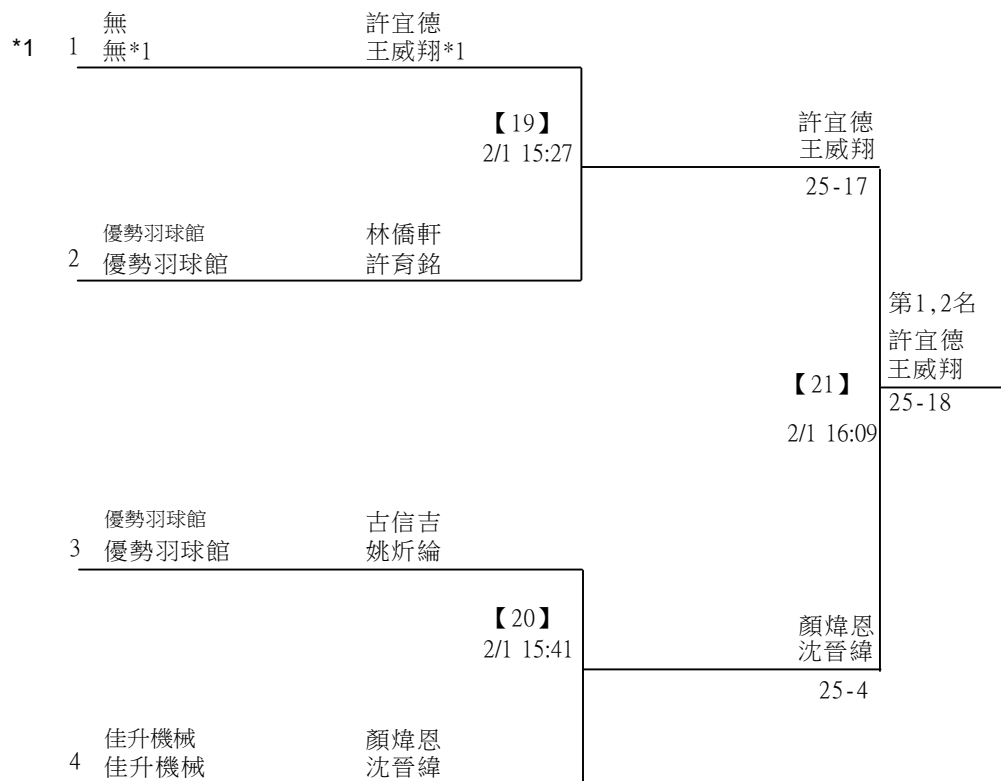 無 許宜德
*1 1 無*1 王威翔*1
【19】
2/1 15:27
許宜德
王威翔
25-17
優勢羽球館 林僑軒
2 優勢羽球館 許育銘
第1,2名
許宜德
王威翔
25-18
【21】
2/1 16:09
優勢羽球館 古信吉
3 優勢羽球館 姚炘綸
【20】
2/1 15:41
顏煒恩
沈晉緯
25-4
佳升機械 顏煒恩
4 佳升機械 沈晉緯